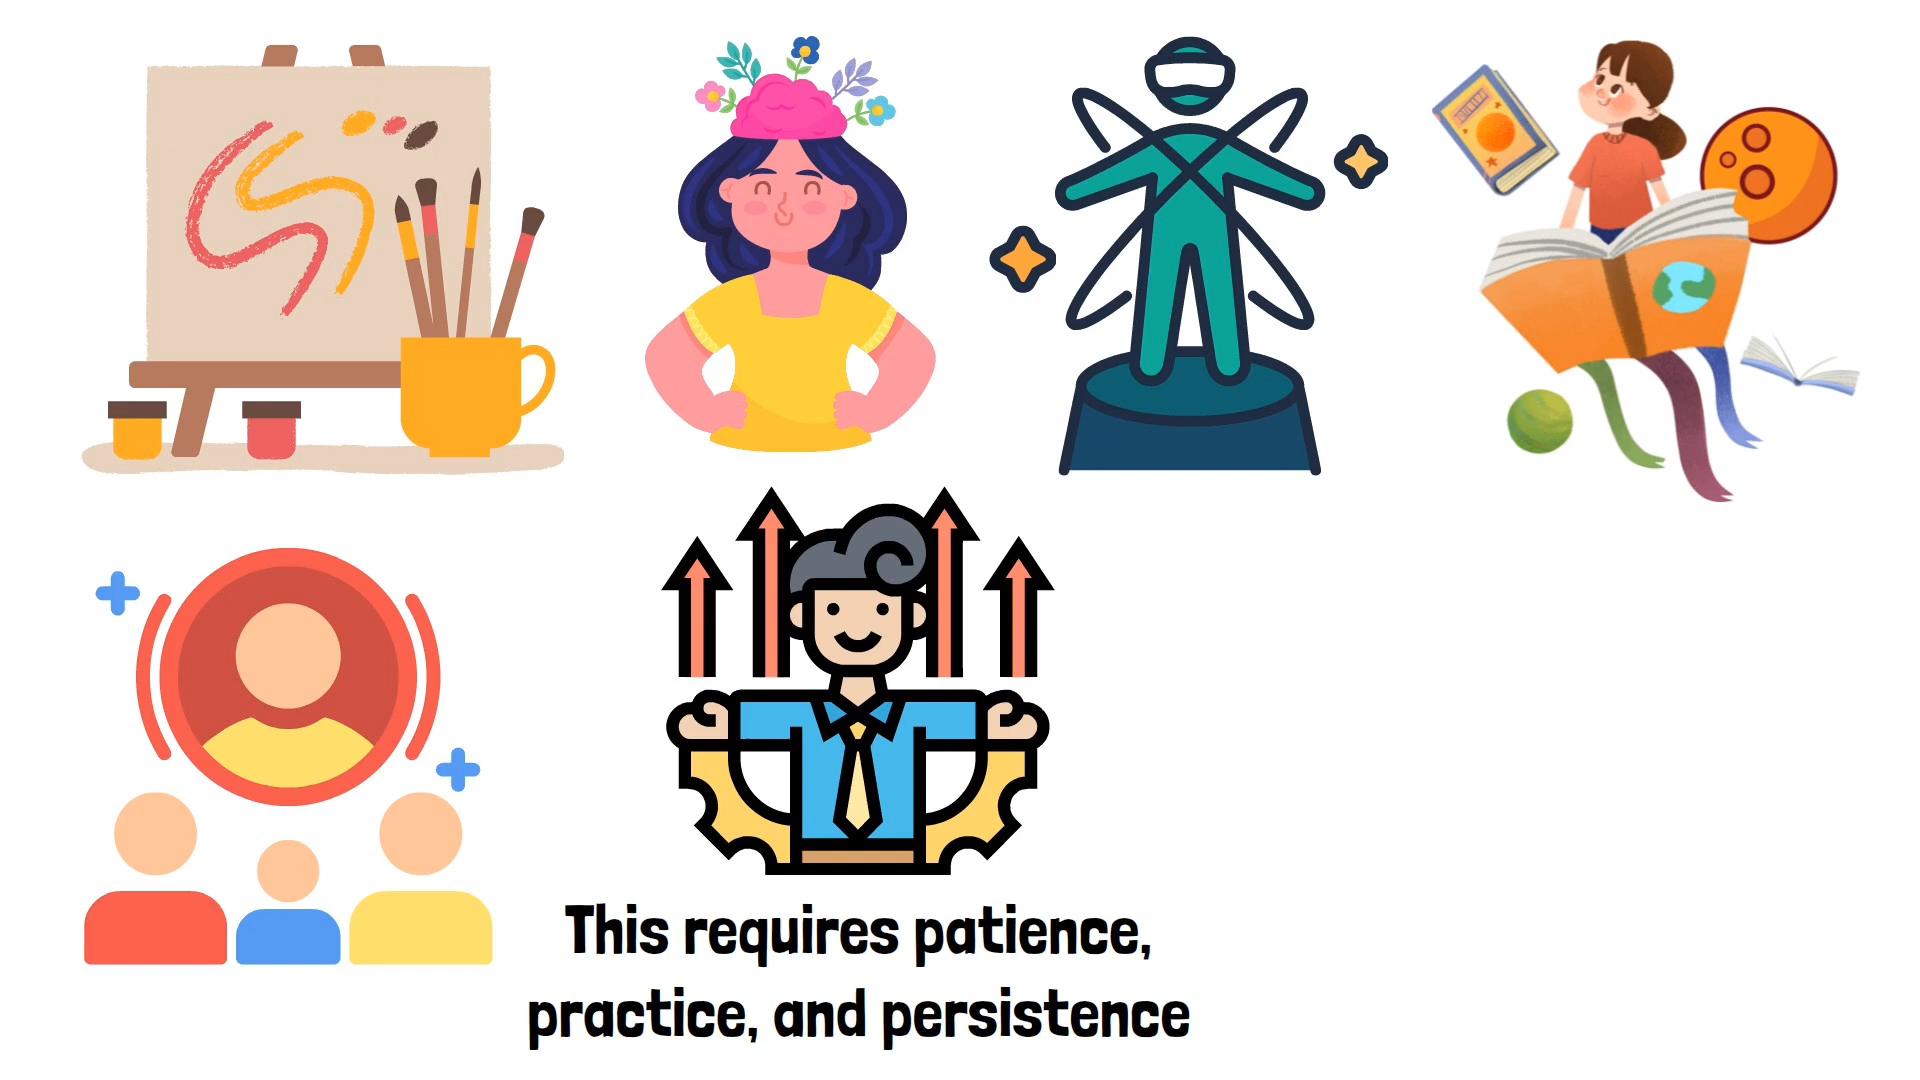 This requires patience,
practice, and persistence